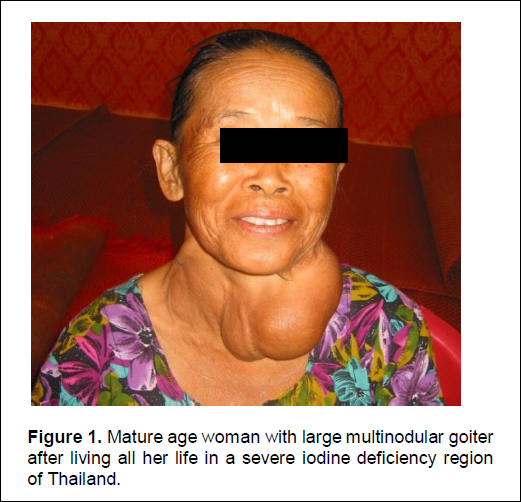 Figure 1. Mature age woman with large multinodular goiter
after living all her life in a severe iodine deficiency region
of Thailand.